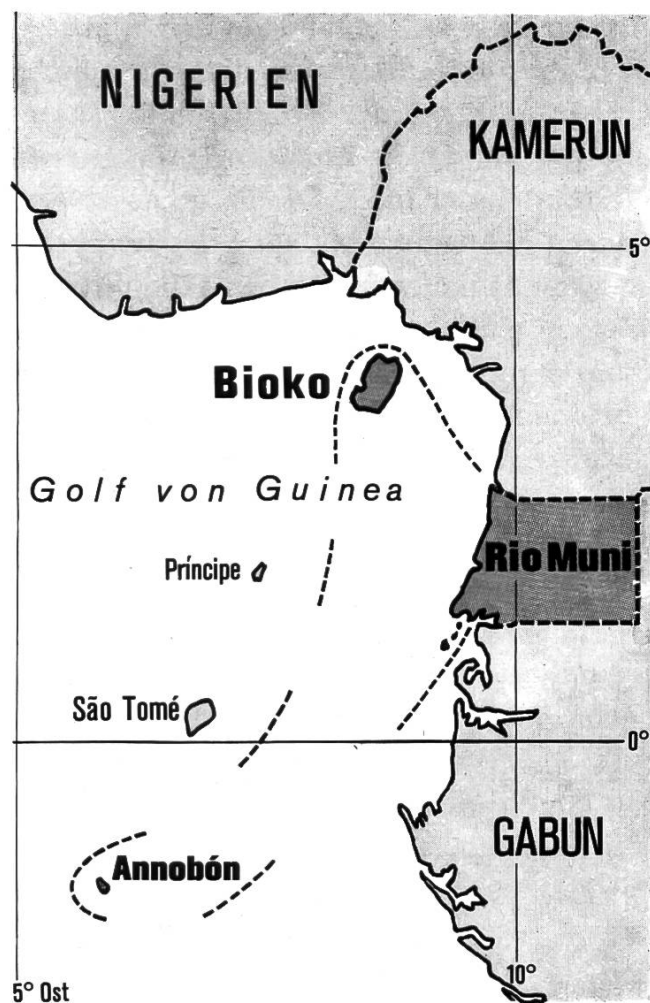 NIGERIEN
KAMERUN
5°
Bioko
Golf von Guinea
Rio Muni
Príncipe
São Tomé
0°
GABUN
Annobón
5° Ost
10°